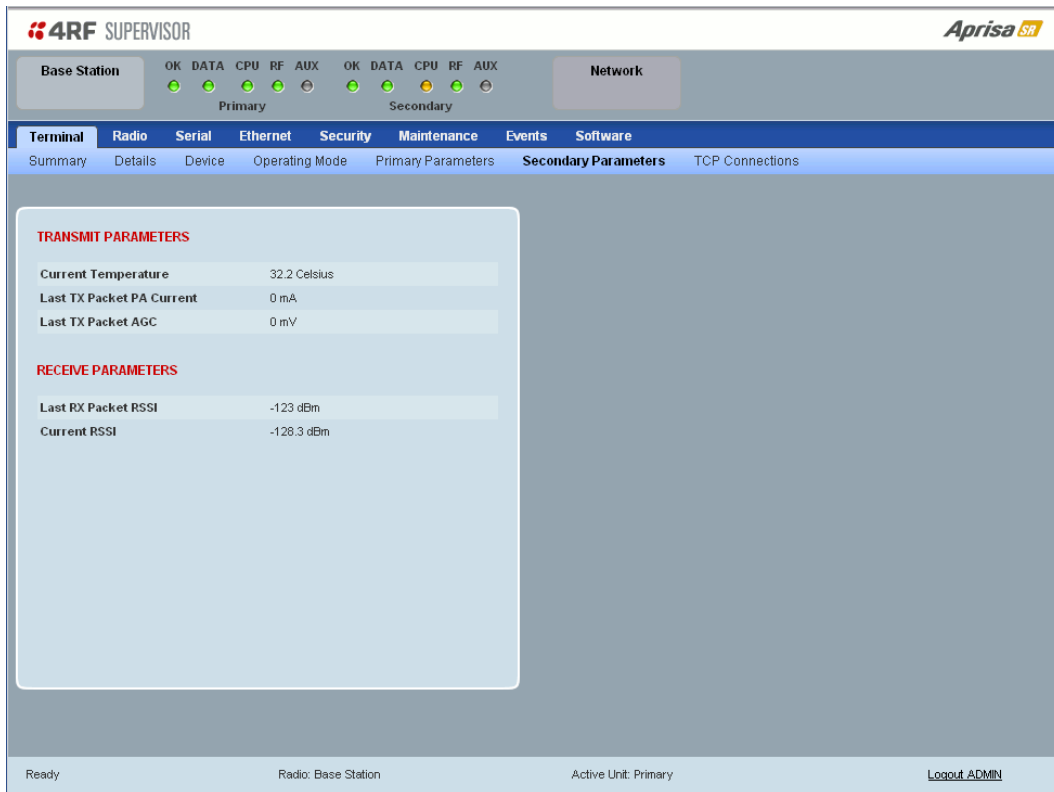 4RF SUPERVISOR
Aprisa SR
Base Station
OK DATA CPU RF AUX OK DATA CPU RF AUX
Primary Secondary
Network
Terminal Radio Serial Ethernet Security Maintenance Events Software
Summary Details Device Operating Mode Primary Parameters Secondary Parameters TCP Connections
TRANSMIT PARAMETERS
Current Temperature 32.2 Celsius
Last TX Packet PA Current 0 mA
Last TX Packet AGC 0 mV
RECEIVE PARAMETERS
Last RX Packet RSSI -123 dBm
Current RSSI -128.3 dBm
Ready Radio: Base Station Active Unit: Primary Logout ADMIN